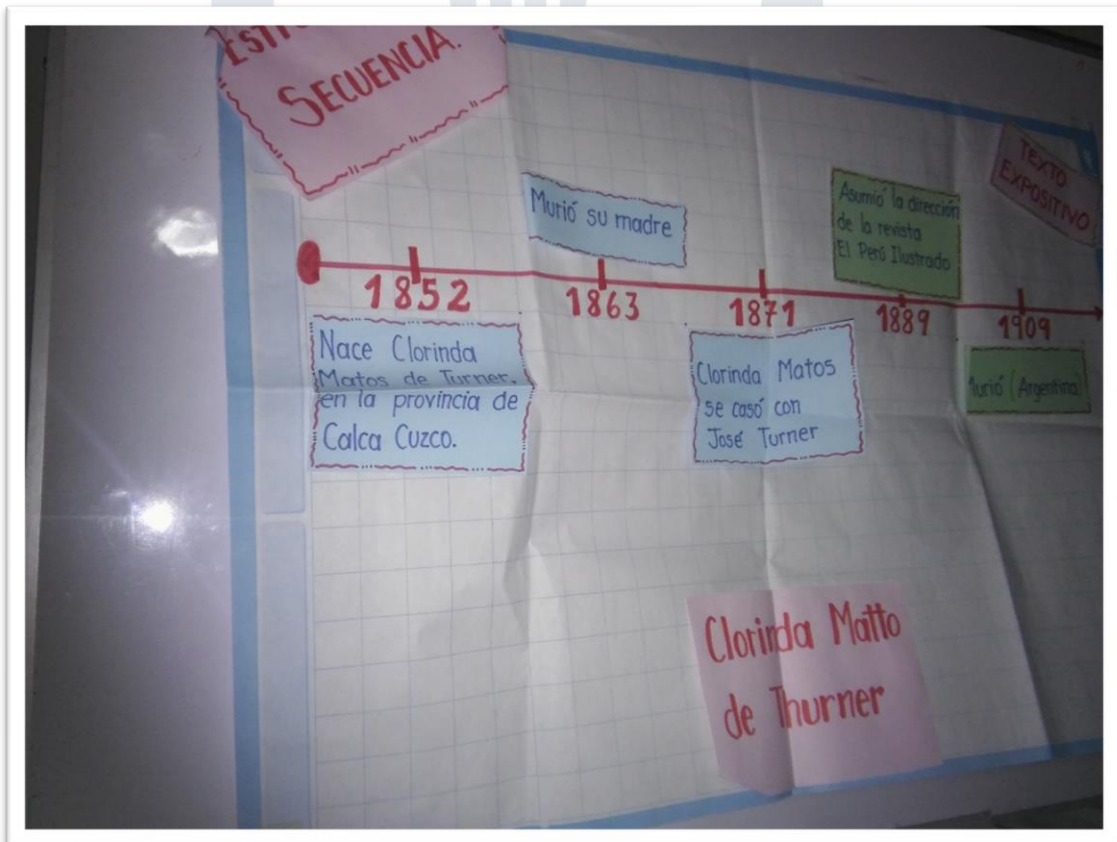 SECUENCIA.
TEXTO
EXPOSITIVO
Murió su madre
Asumió la dirección
de la revista
El Perú Ilustrado
1852
1863
1871
1889
1909
Nace Clorinda
Matos de Turner.
en la provincia de
Calca Cuzco.
Clorinda Matos
se casó con
José Turner
(Argentina)
Clorinda Matto
de Thurner